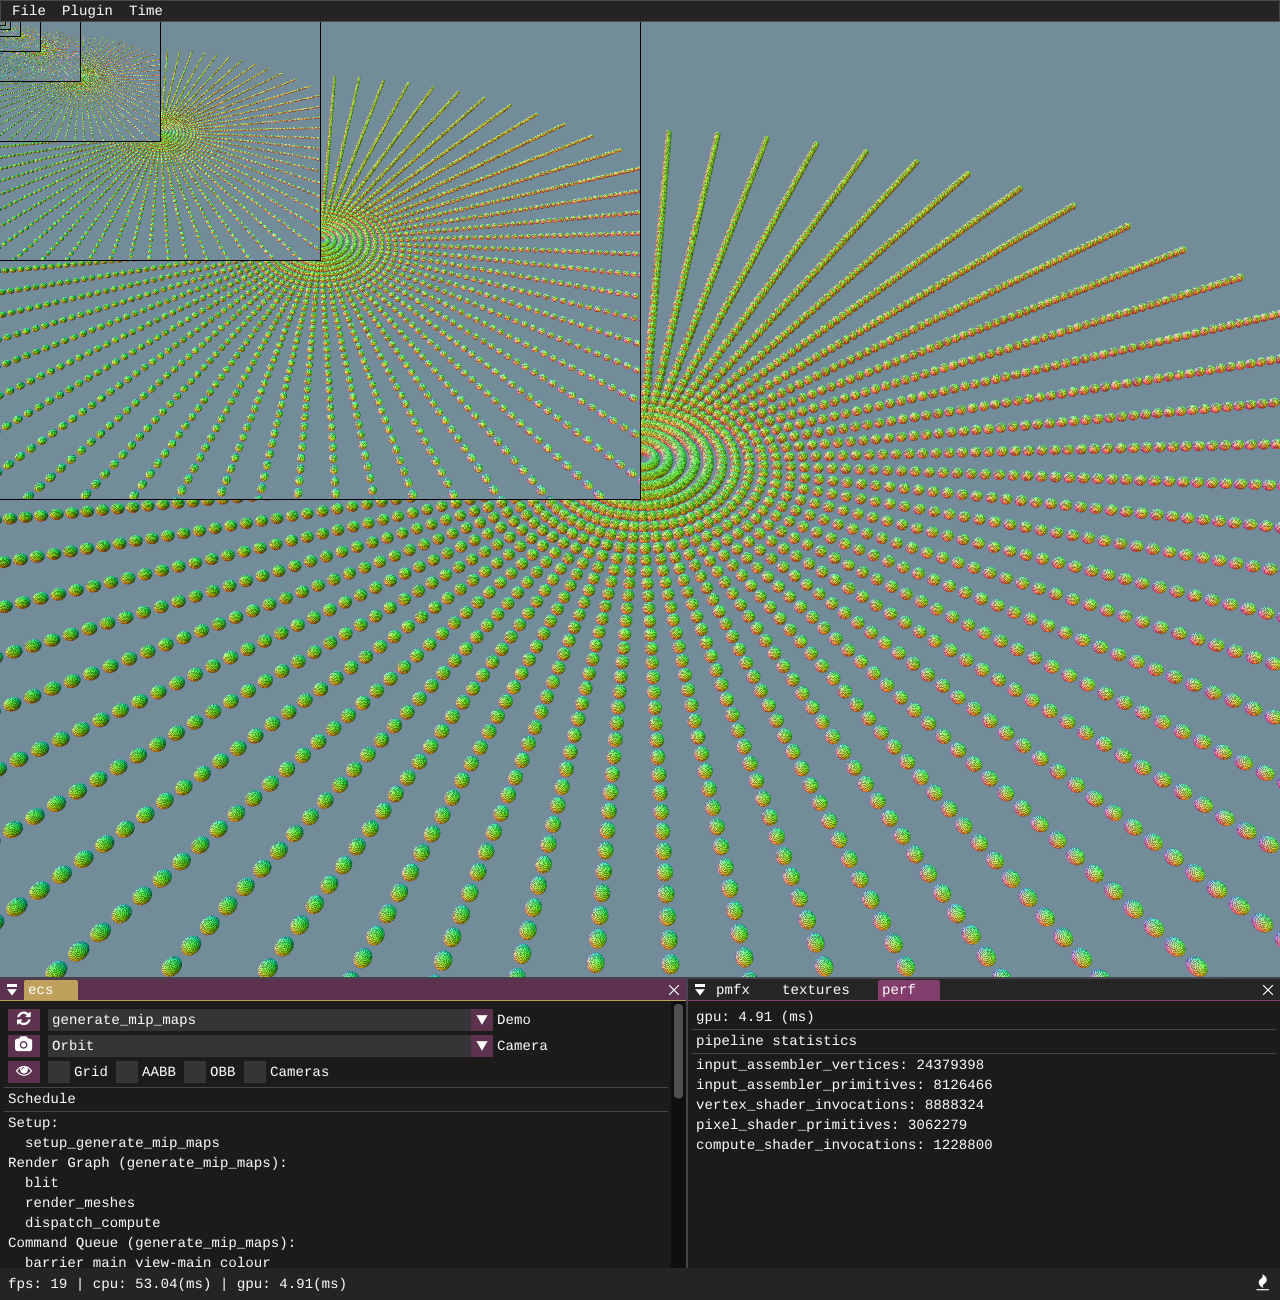 File Plugin Time
ecs
generate_mip_maps Demo
Orbit Camera
Grid AABB OBB Cameras
Schedule
Setup:
setup_generate_mip_maps
Render Graph (generate_mip_maps):
blit
render_meshes
dispatch_compute
Command Queue (generate_mip_maps):
barrier main view-main colour
pmfx textures perf
gpu: 4.91 (ms)
pipeline statistics
input_assembler_vertices: 24379398
input_assembler_primitives: 8126466
vertex_shader_invocations: 8888324
pixel_shader_primitives: 3062279
compute_shader_invocations: 1228800
fps: 19 | cpu: 53.04(ms) | gpu: 4.91(ms)